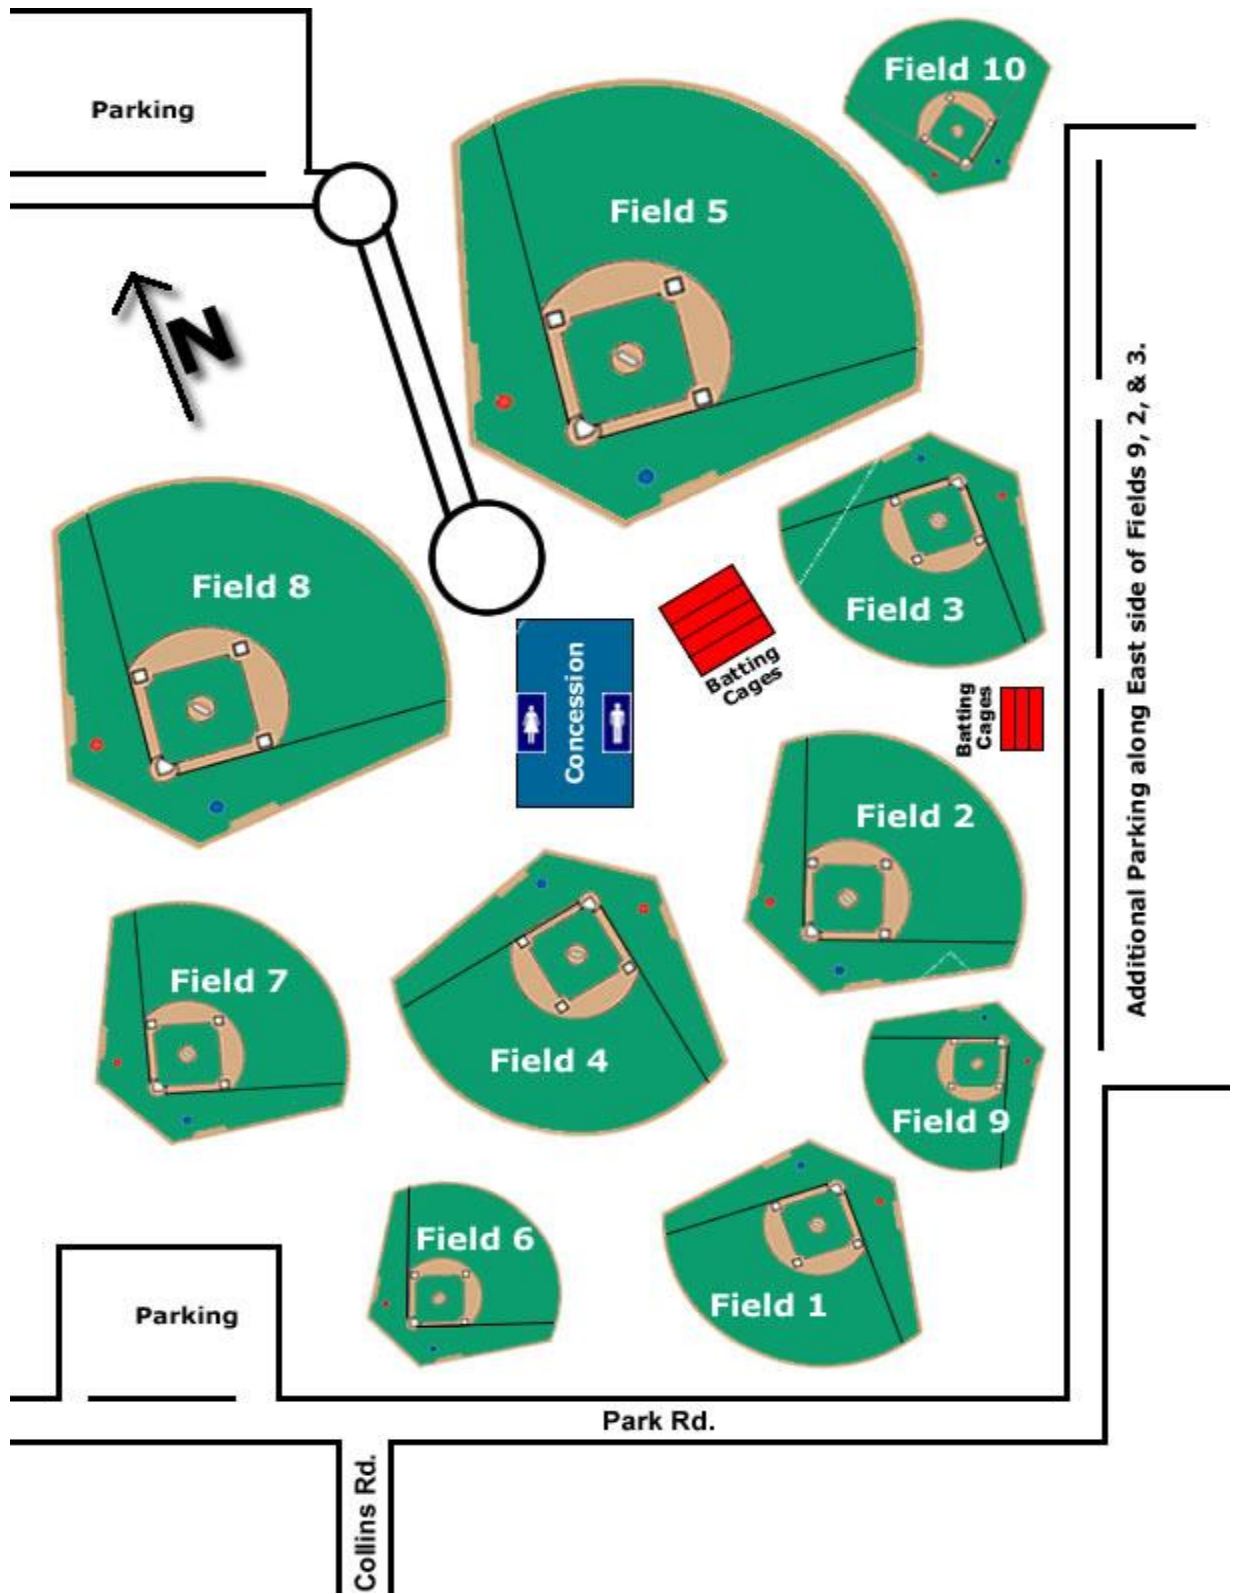 Field 10
Parking
Field 5
N
Additional Parking along East side of Fields 9, 2, & 3.
Field 8
Field 3
Concession
Batting
Cages
Batting
Cages
Field 2
Field 7
Field 4
Field 9
Field 6
Field 1
Parking
Park Rd.
Collins Rd.